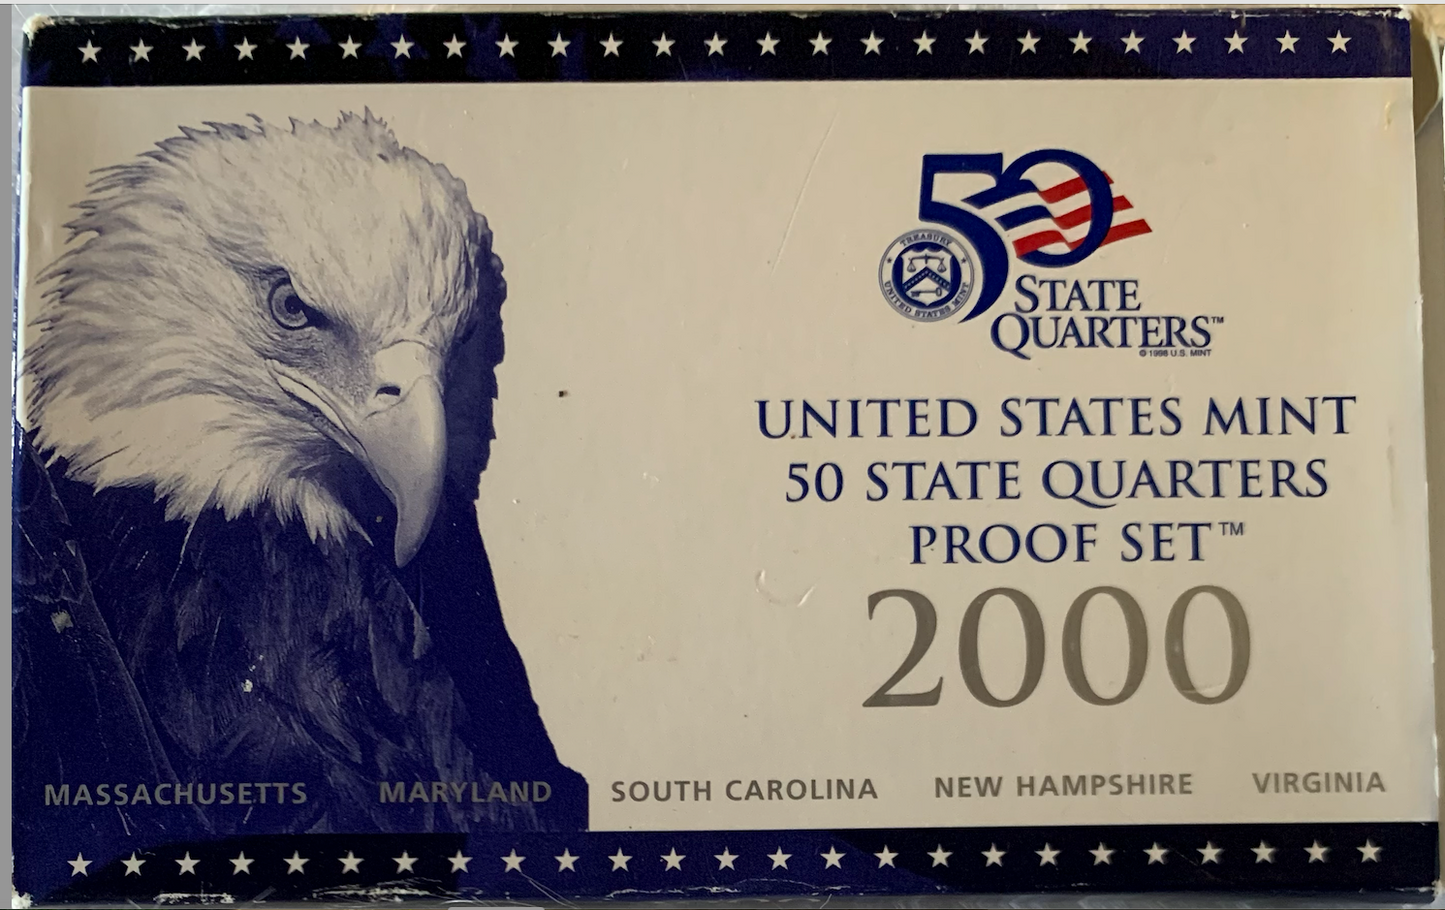 50
TREASURY
UNITED STATES MINT
STATE
QUARTERS™
© 1998 U.S. MINT
UNITED STATES MINT
50 STATE QUARTERS
PROOF SET™
2000
MASSACHUSETTS MARYLAND SOUTH CAROLINA NEW HAMPSHIRE VIRGINIA